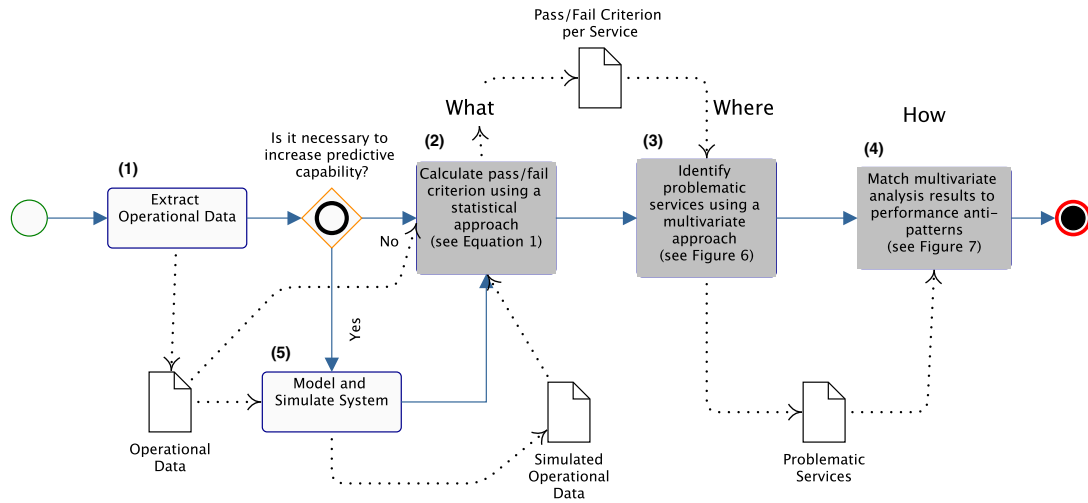 Pass/Fail Criterion
per Service
What
Where
How
Is it necessary to
increase predictive
capability?
(1)
Extract
Operational Data
No
Yes
(2)
Calculate pass/fail
criterion using a
statistical
approach
(see Equation 1)
(3)
Identify
problematic
services using a
multivariate
approach
(see Figure 6)
(4)
Match multivariate
analysis results to
performance anti-
patterns
(see Figure 7)
(5)
Model and
Simulate System
Operational
Data
Simulated
Operational
Data
Problematic
Services